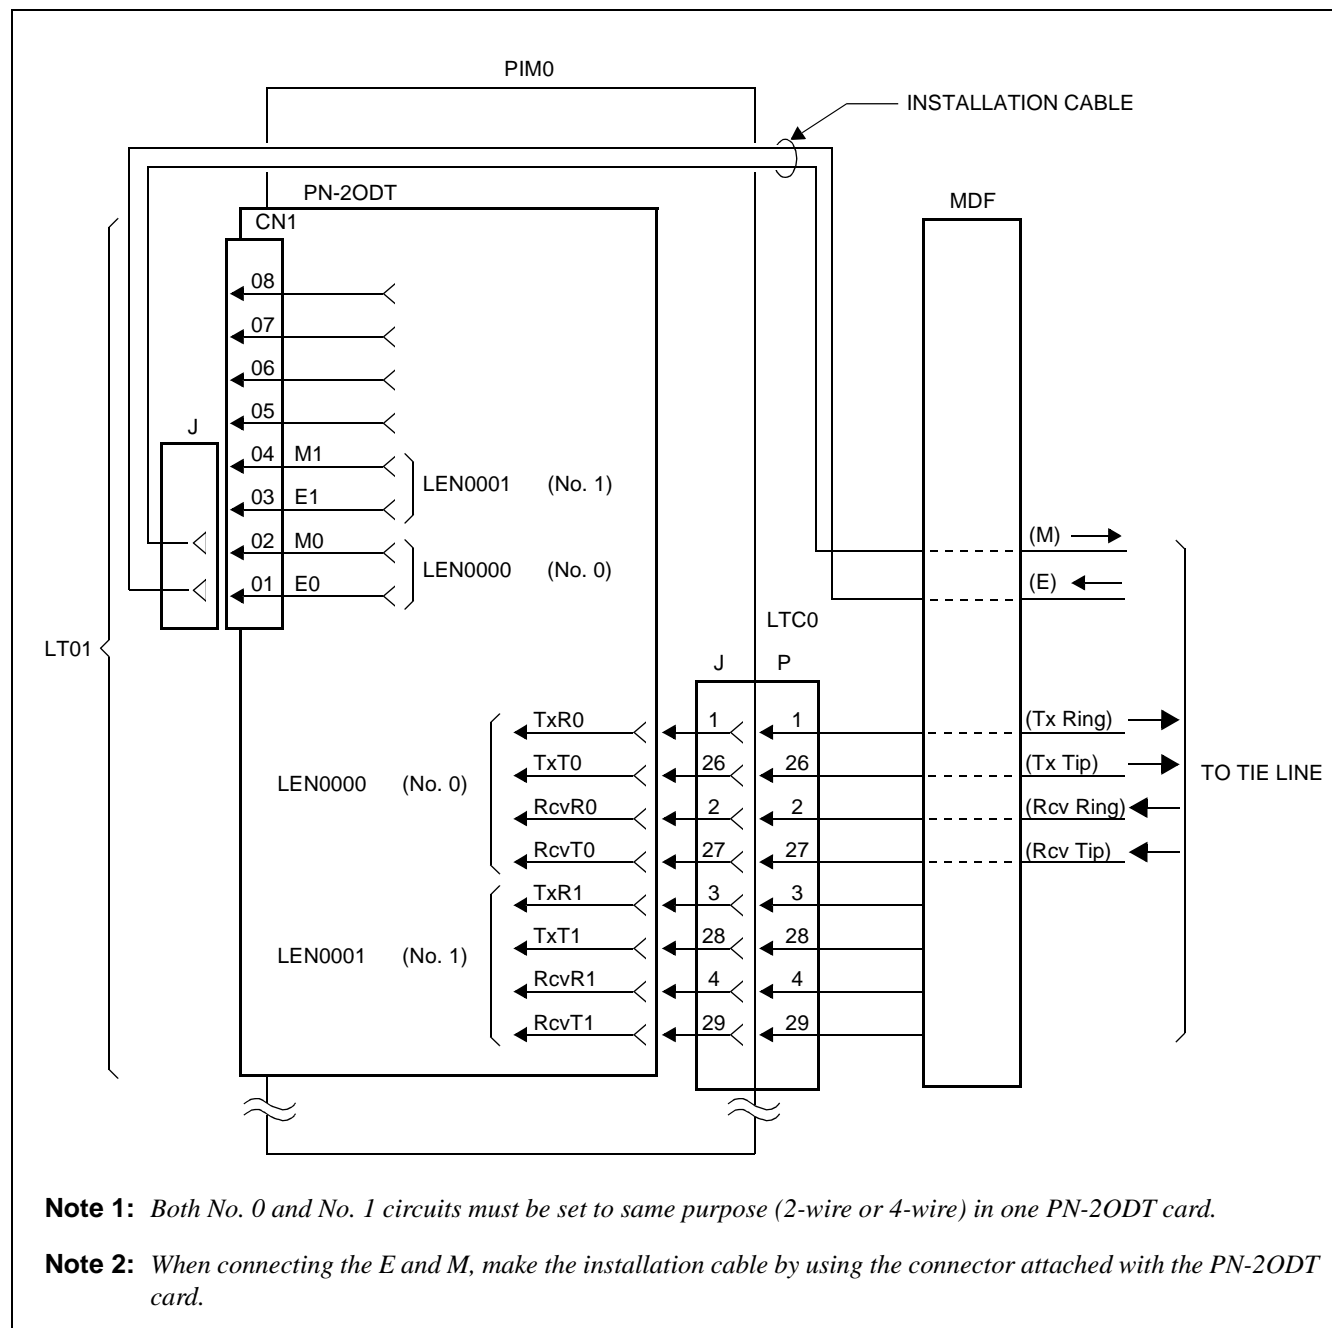 PIM0
INSTALLATION CABLE
PN-2ODT
MDF
CN1
08
07
06
05
J
04 M1
LEN0001 (No. 1)
03 E1
02 M0
LEN0000 (No. 0)
01 E0
(M)
(E)
LTC0
LT01
J P
TxR0 1 1 (Tx Ring)
TxT0 26 26 (Tx Tip)
LEN0000 (No. 0)
TO TIE LINE
RcvR0 2 2 (Rcv Ring)
RcvT0 27 27 (Rcv Tip)
TxR1 3 3
TxT1 28 28
LEN0001 (No. 1)
RcvR1 4 4
RcvT1 29 29
Note 1: Both No. 0 and No. 1 circuits must be set to same purpose (2-wire or 4-wire) in one PN-2ODT card.
Note 2: When connecting the E and M, make the installation cable by using the connector attached with the PN-2ODT
card.